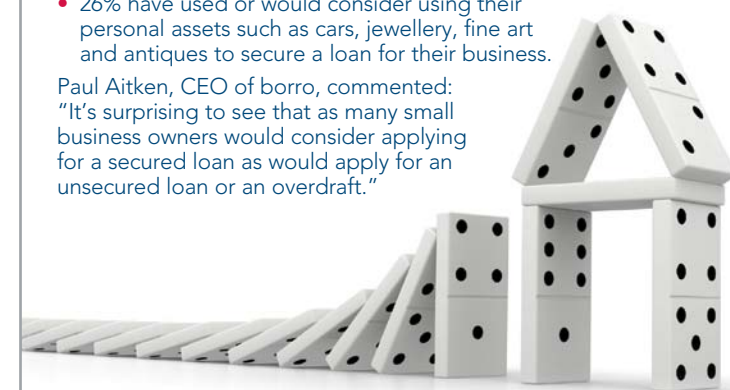 • 26% have used or would consider using their
personal assets such as cars, jewellery, fine art
and antiques to secure a loan for their business.
Paul Aitken, CEO of borro, commented:
“It’s surprising to see that as many small
business owners would consider applying
for a secured loan as would apply for an
unsecured loan or an overdraft.”